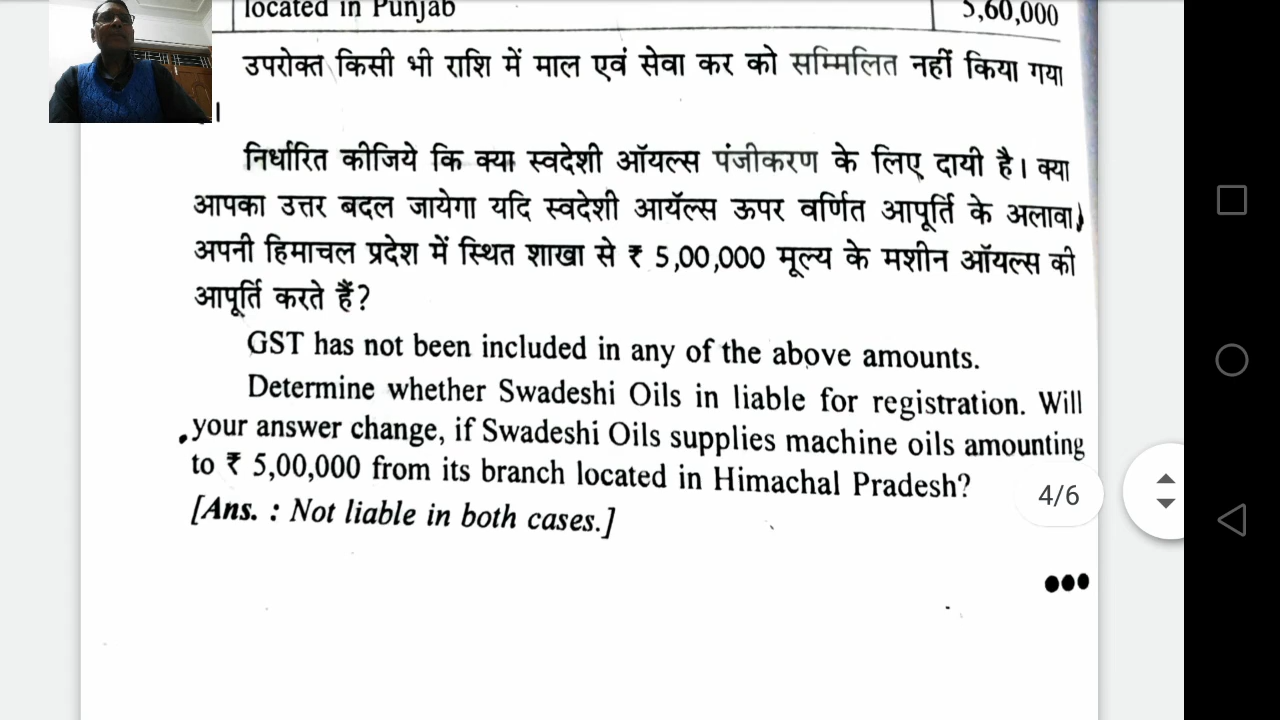 located in Punjab 5,60,000
उपरोक्त किसी भी राशि में माल एवं सेवा कर को सम्मिलित नहीं किया गया
।
निर्धारित कीजिये कि क्या स्वदेशी ऑयल्स पंजीकरण के लिए दायी है। क्या
आपका उत्तर बदल जायेगा यदि स्वदेशी आयॅल्स ऊपर वर्णित आपूर्ति के अलावा,
अपनी हिमाचल प्रदेश में स्थित शाखा से ₹ 5,00,000 मूल्य के मशीन ऑयल्स की
आपूर्ति करते हैं?
GST has not been included in any of the above amounts.
Determine whether Swadeshi Oils in liable for registration. Will
your answer change, if Swadeshi Oils supplies machine oils amounting
to ₹ 5,00,000 from its branch located in Himachal Pradesh?
[Ans. : Not liable in both cases.]
4/6